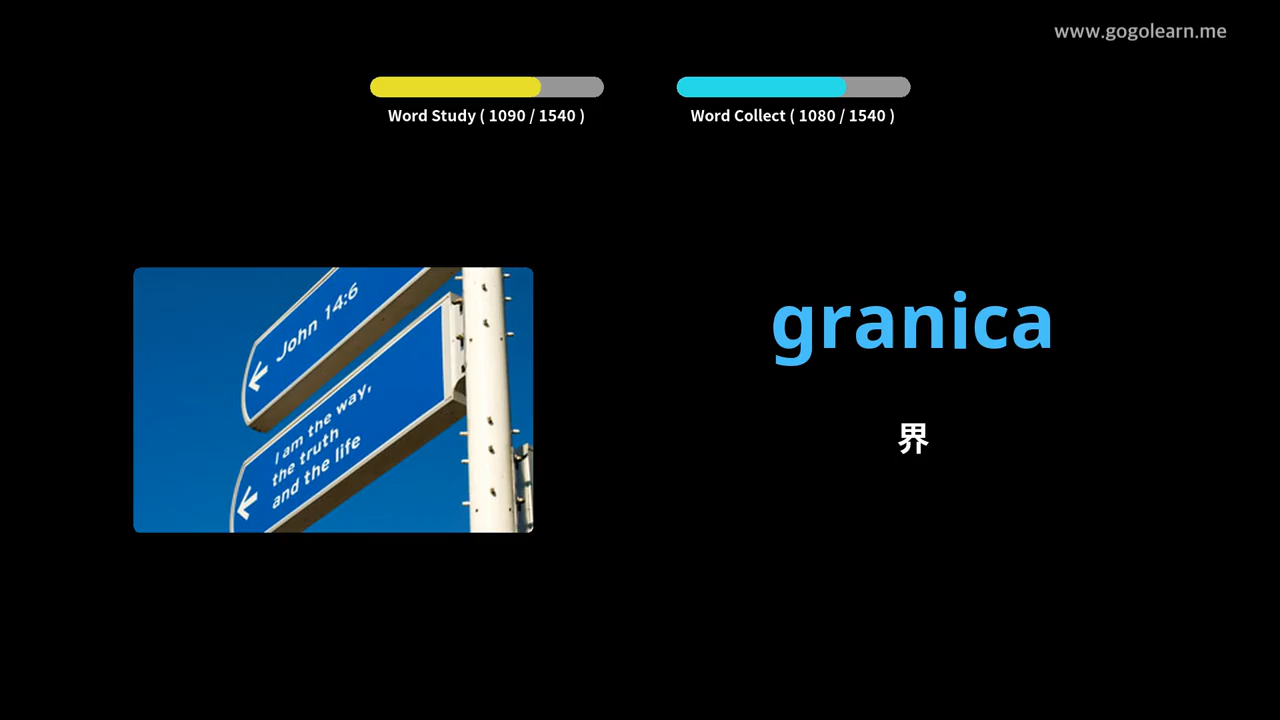 www.gogolearn.me
Word Study ( 1090 / 1540 )
Word Collect ( 1080 / 1540 )
John 14:6
I am the way,
the truth
and the life
granica
界